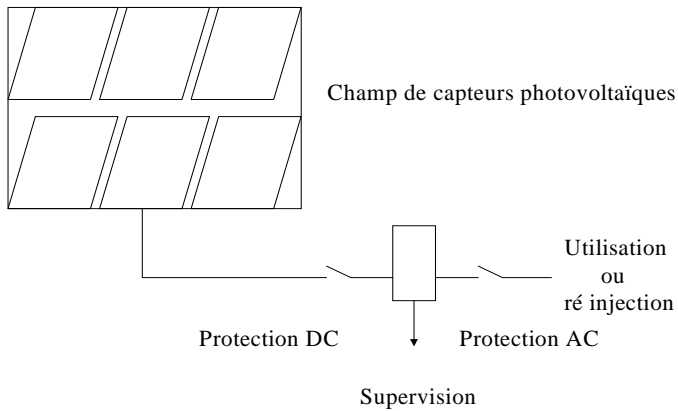 Champ de capteurs photovoltaïques
Utilisation
ou
ré injection
Protection DC
Protection AC
Supervision